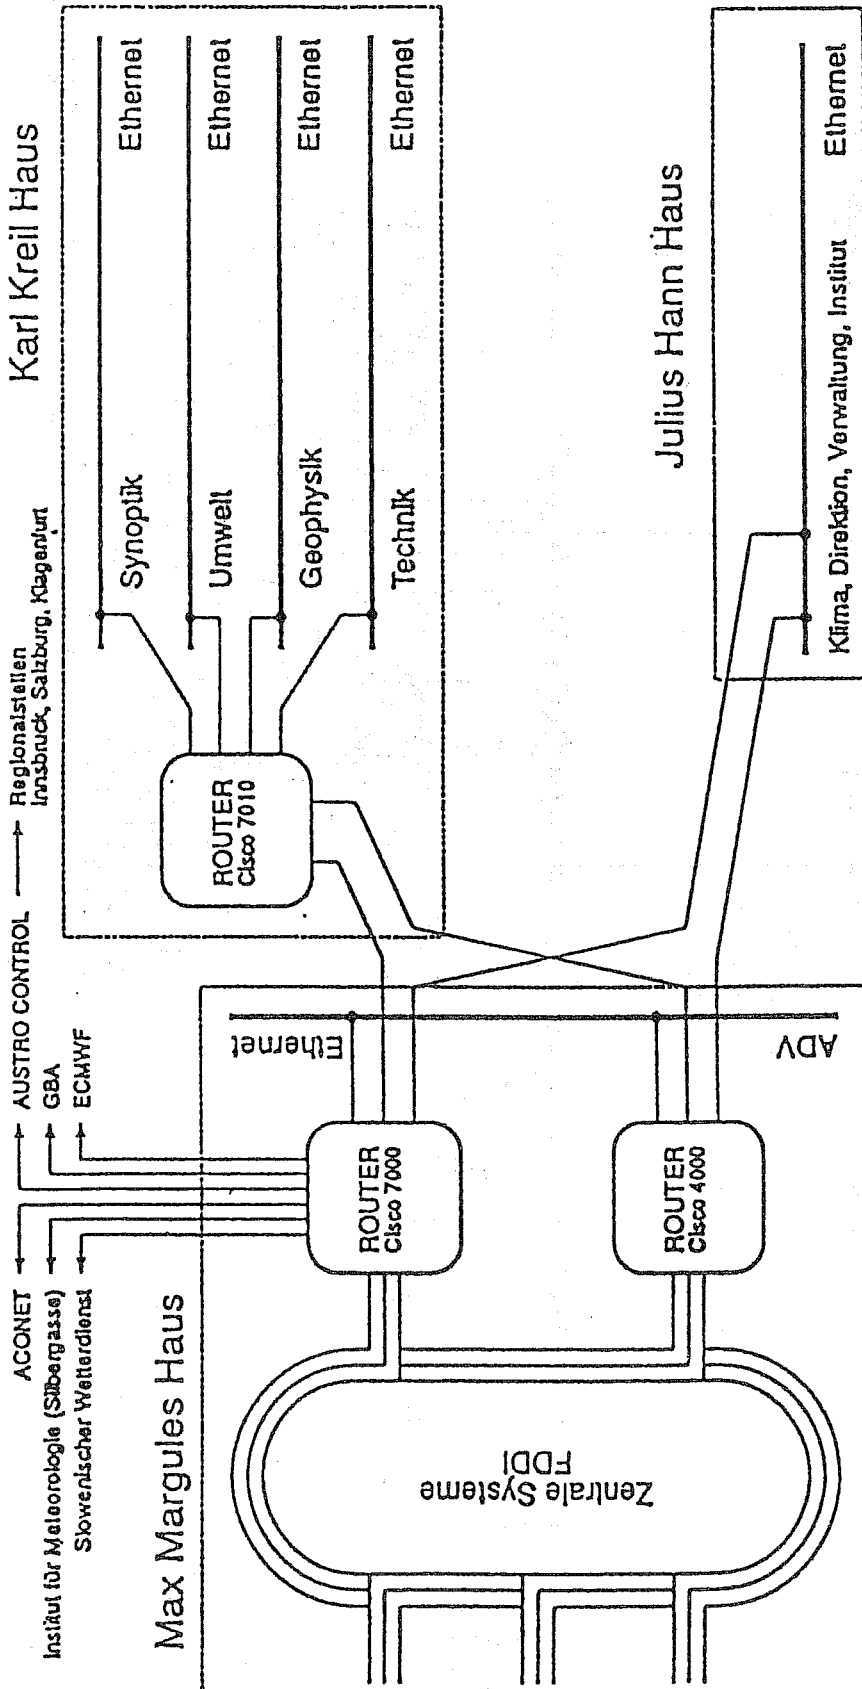 Karl Kreil Haus
Synoptik
Ethernet
Umwelt
Ethernet
Geophysik
Ethernet
Technik
Ethernet
ROUTER
Cisco 7010
Regionalstellen
Innsbruck, Salzburg, Klagenfurt
AUSTRO CONTROL
GBA
ECMWF
ACONET
Institut für Meteorologie (Silbergasse)
Slowenischer Wetterdienst
Max Margules Haus
Ethernet
ADV
ROUTER
Cisco 7000
ROUTER
Cisco 4000
Zentrale Systeme
FDDI
Julius Hann Haus
Klima, Direktion, Verwaltung, Institut
Ethernet